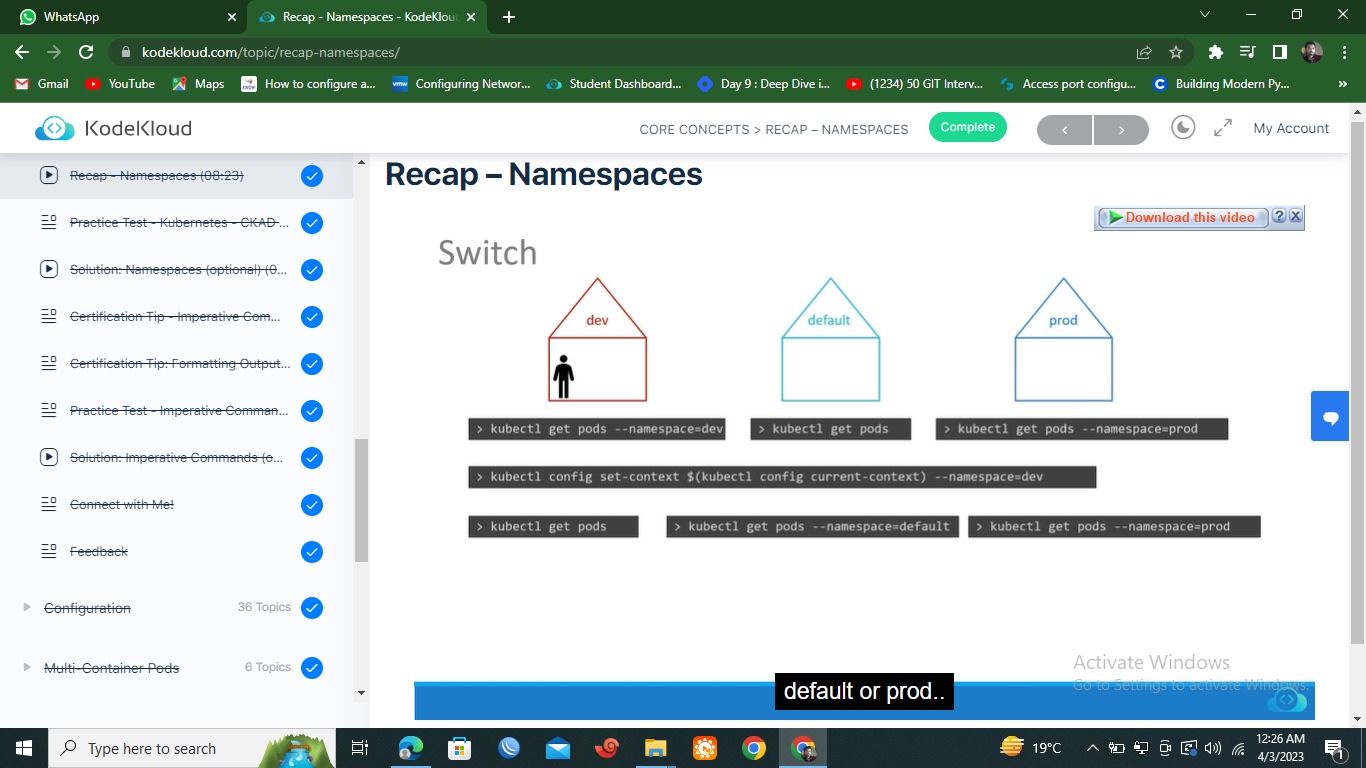 WhatsApp
Recap - Namespaces - KodeKlou
kodekloud.com/topic/recap-namespaces/
Gmail
YouTube
Maps
How to configure a...
Configuring Networ...
Student Dashboard...
Day 9 : Deep Dive i...
(1234) 50 GIT Interv...
Access port configu...
Building Modern Py...
»
KodeKloud
CORE CONCEPTS > RECAP – NAMESPACES
Complete
My Account
Recap - Namespaces (08:23)
Practice Test - Kubernetes - CKAD ...
Solution: Namespaces (optional) (0...
Certification Tip - Imperative Com...
Certification Tip: Formatting Output...
Practice Test - Imperative Comman...
Solution: Imperative Commands (o...
Connect with Me!
Feedback
Configuration
36 Topics
Multi-Container Pods
6 Topics
Recap – Namespaces
Download this video
? X
Switch
dev
default
prod
> kubectl get pods --namespace=dev
> kubectl get pods
> kubectl get pods --namespace=prod
> kubectl config set-context $(kubectl config current-context) --namespace=dev
> kubectl get pods
> kubectl get pods --namespace=default
> kubectl get pods --namespace=prod
Activate Windows
Go to Settings to activate Windows.
default or prod..
Type here to search
19°C
12:26 AM
4/3/2023
1